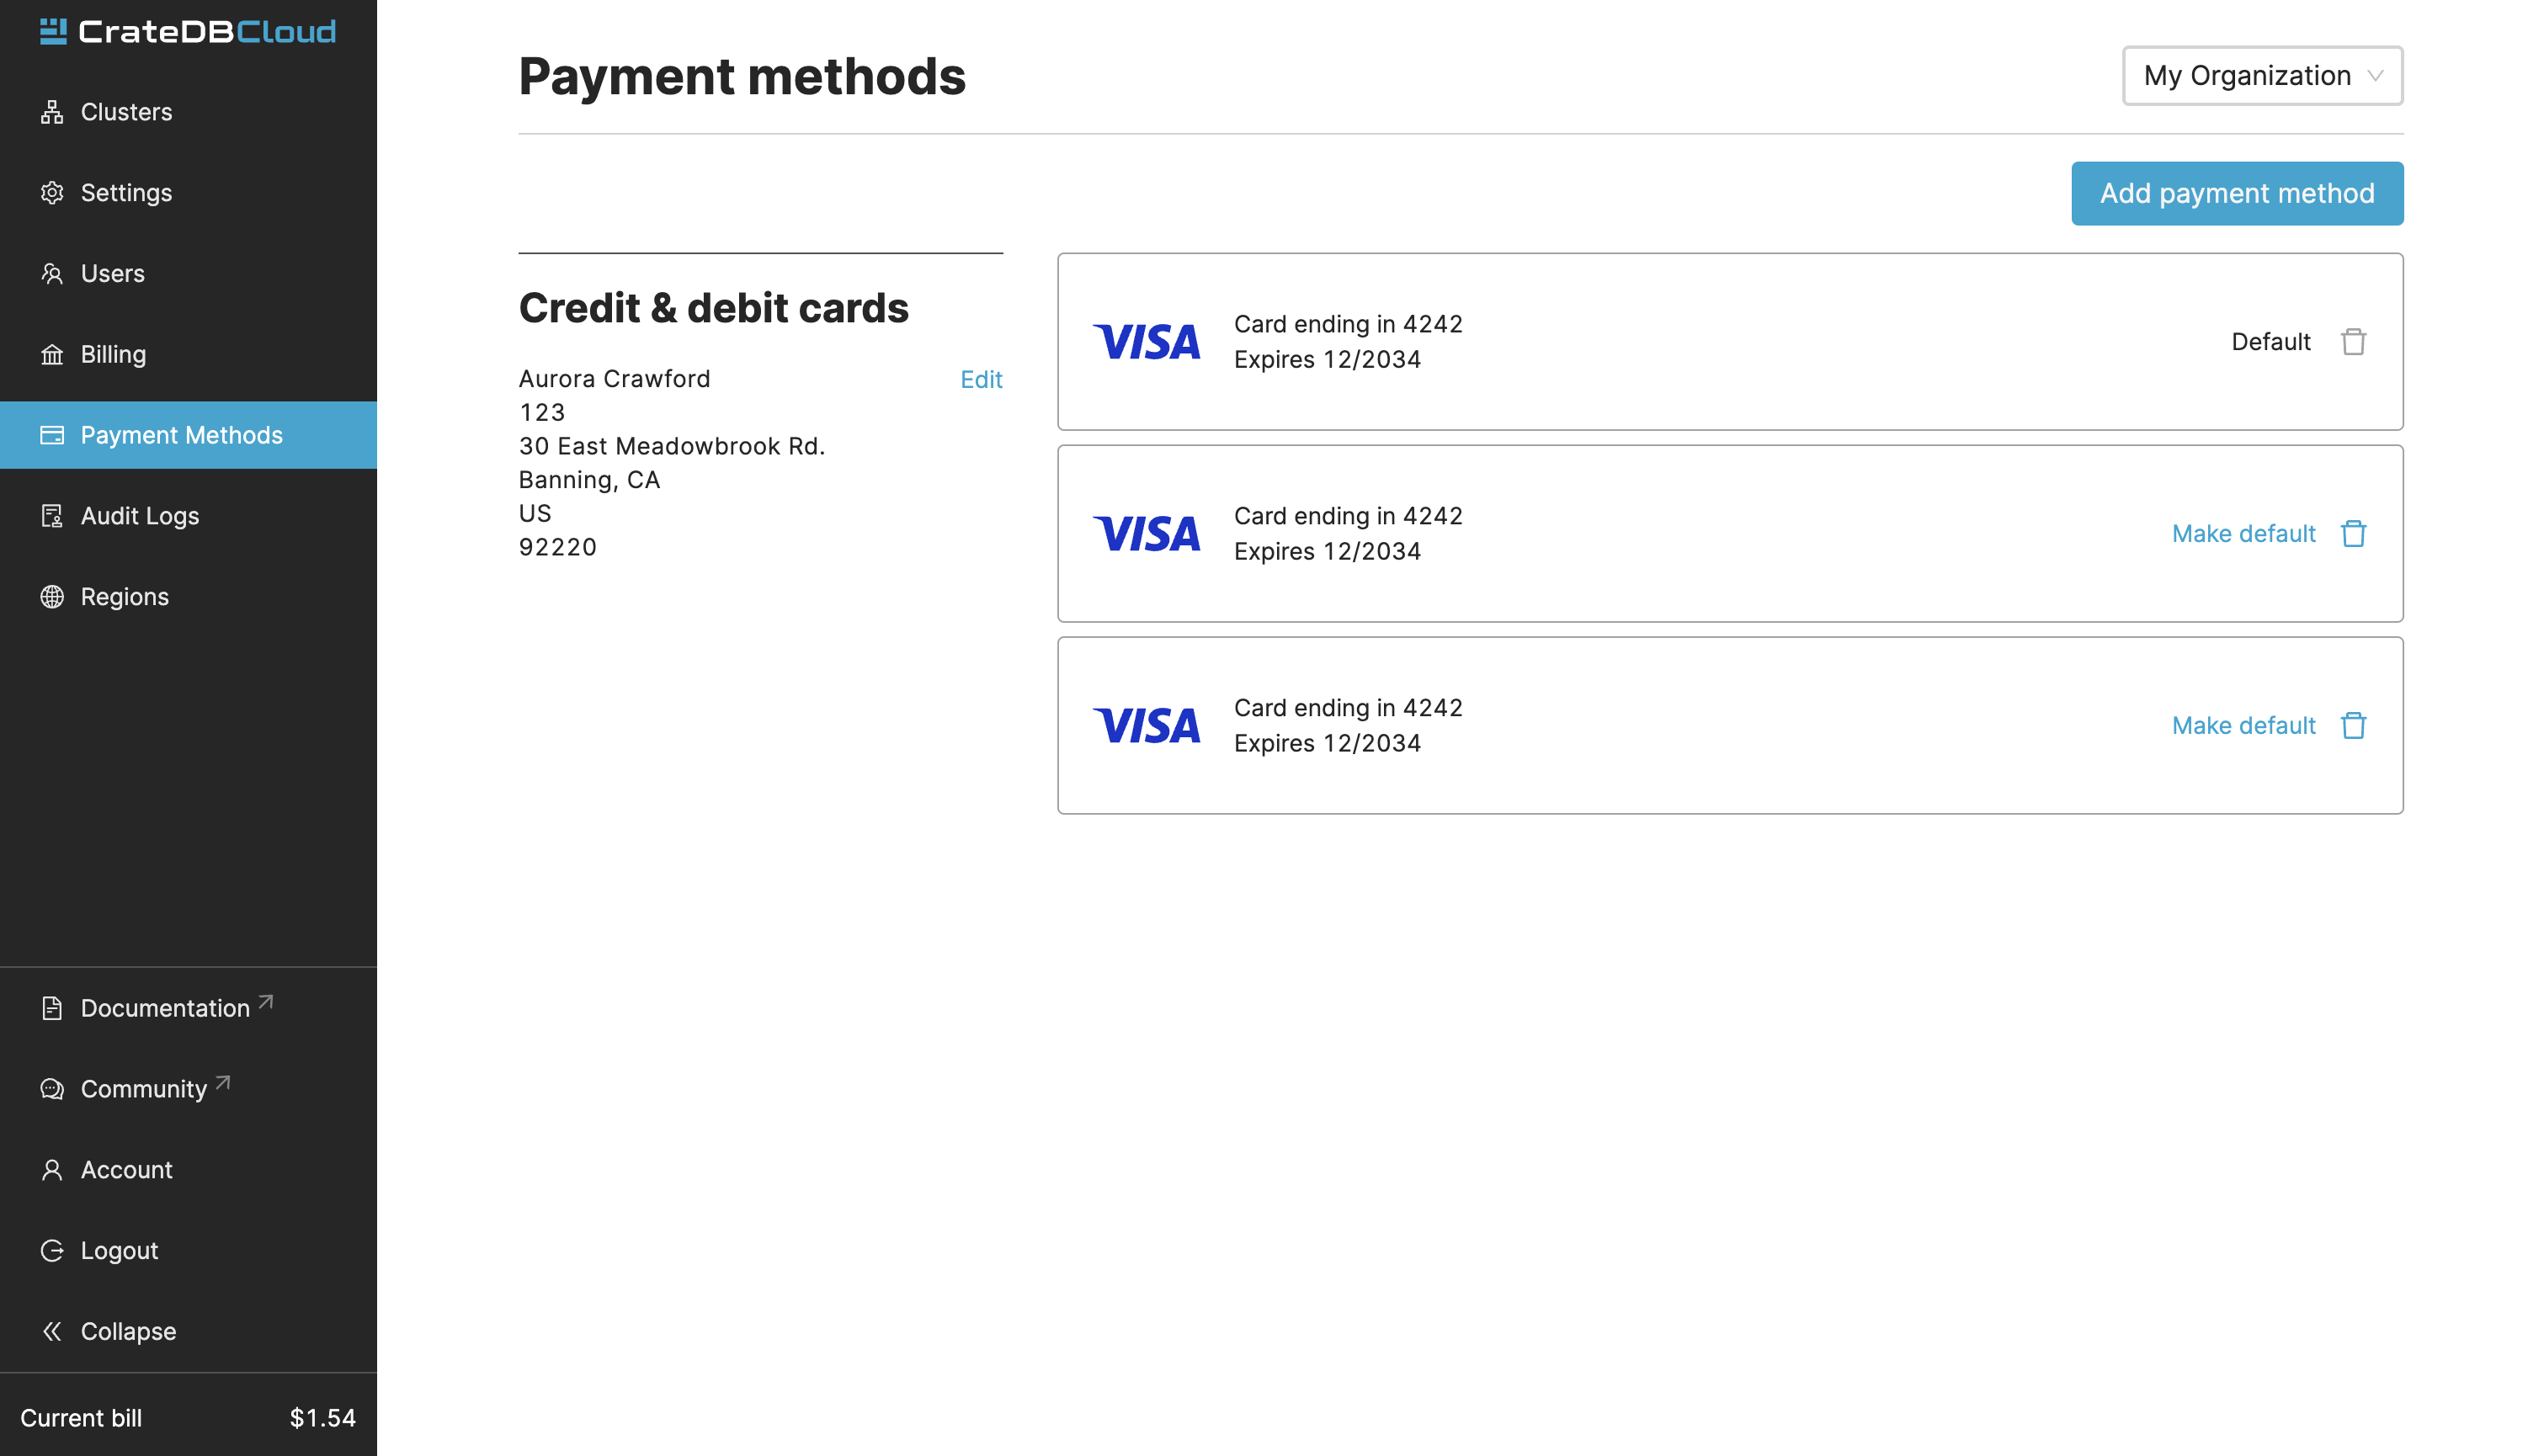 CrateDBCloud
Clusters
Settings
Users
Billing
Payment Methods
Audit Logs
Regions
Documentation
Community
Account
Logout
Collapse
Current bill $1.54
Payment methods
My Organization
Add payment method
Credit & debit cards
Aurora Crawford Edit
123
30 East Meadowbrook Rd.
Banning, CA
US
92220
VISA
Card ending in 4242
Expires 12/2034
Default
VISA
Card ending in 4242
Expires 12/2034
Make default
VISA
Card ending in 4242
Expires 12/2034
Make default